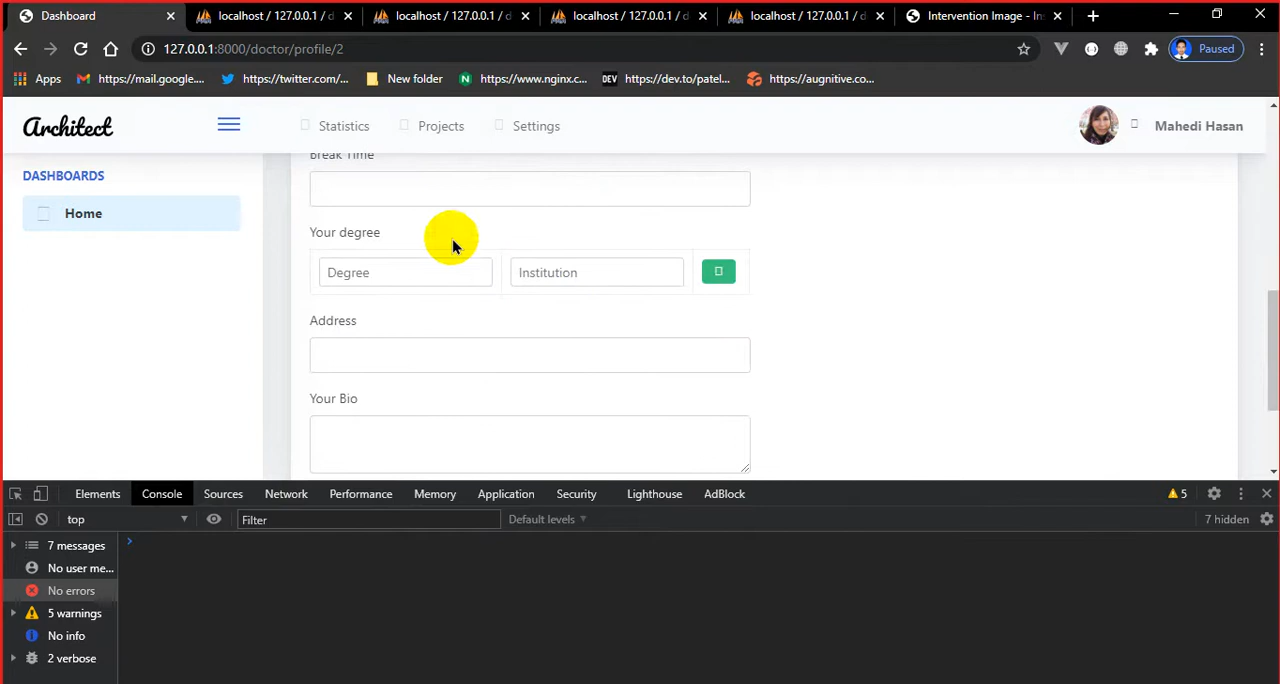 Dashboard
localhost / 127.0.0.1 / d
localhost / 127.0.0.1 / d
localhost / 127.0.0.1 / d
localhost / 127.0.0.1 / d
Intervention Image - In
127.0.0.1:8000/doctor/profile/2
Paused
Apps
https://mail.google....
https://twitter.com/...
New folder
https://www.nginx.c...
DEV
https://dev.to/patel...
https://augnitive.co...
Architect
Statistics
Projects
Settings
Mahedi Hasan
DASHBOARDS
Home
Break Time
Your degree
Degree
Institution
Address
Your Bio
Elements
Console
Sources
Network
Performance
Memory
Application
Security
Lighthouse
AdBlock
5
top
Filter
Default levels
7 hidden
7 messages
No user me...
No errors
5 warnings
No info
2 verbose